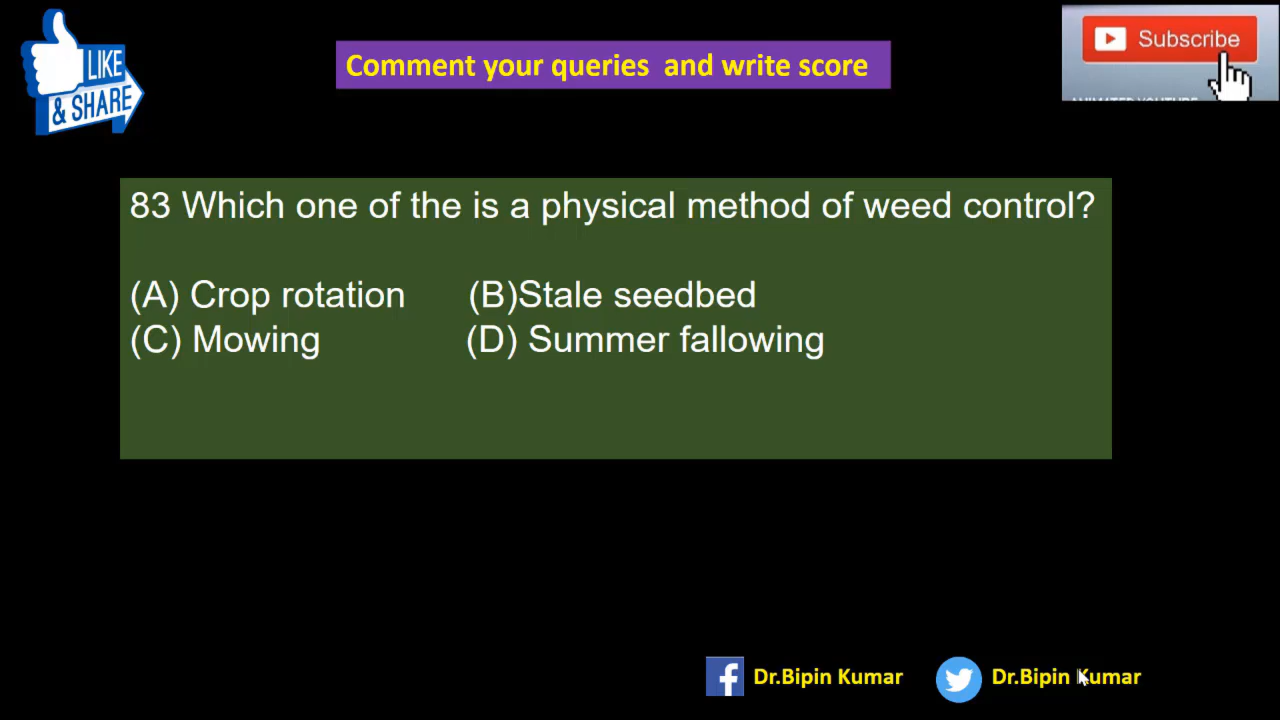 LIKE
& SHARE
Comment your queries and write score
Subscribe
83 Which one of the is a physical method of weed control?
(A) Crop rotation (B)Stale seedbed
(C) Mowing (D) Summer fallowing
Dr.Bipin Kumar Dr.Bipin Kumar